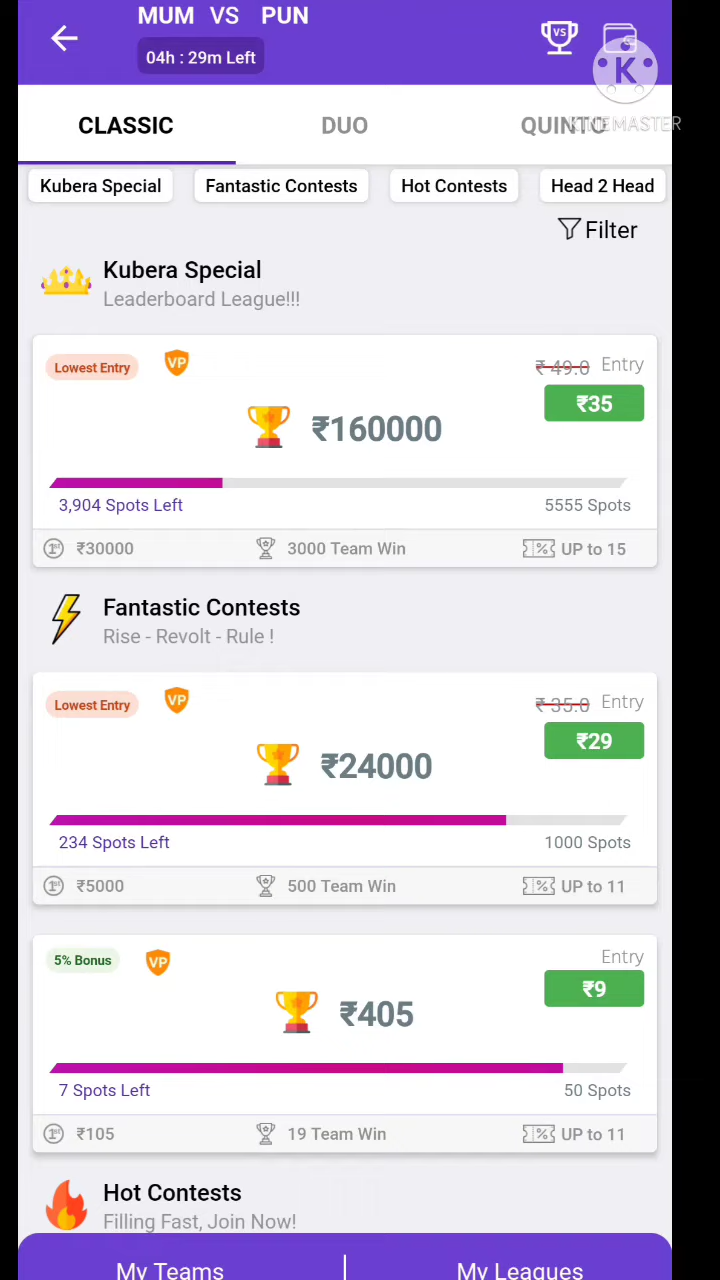 MUM VS PUN
04h : 29m Left
VS
K
KINEMASTER
CLASSIC DUO QUINTO
Kubera Special Fantastic Contests Hot Contests Head 2 Head
Filter
Kubera Special
Leaderboard League!!!
Lowest Entry VP ₹ 49.0 Entry
₹35
₹160000
3,904 Spots Left 5555 Spots
1st ₹30000 3000 Team Win % UP to 15
Fantastic Contests
Rise - Revolt - Rule !
Lowest Entry VP ₹ 35.0 Entry
₹29
₹24000
234 Spots Left 1000 Spots
1st ₹5000 500 Team Win % UP to 11
5% Bonus VP Entry
₹9
₹405
7 Spots Left 50 Spots
1st ₹105 19 Team Win % UP to 11
Hot Contests
Filling Fast, Join Now!
My Teams My Leagues